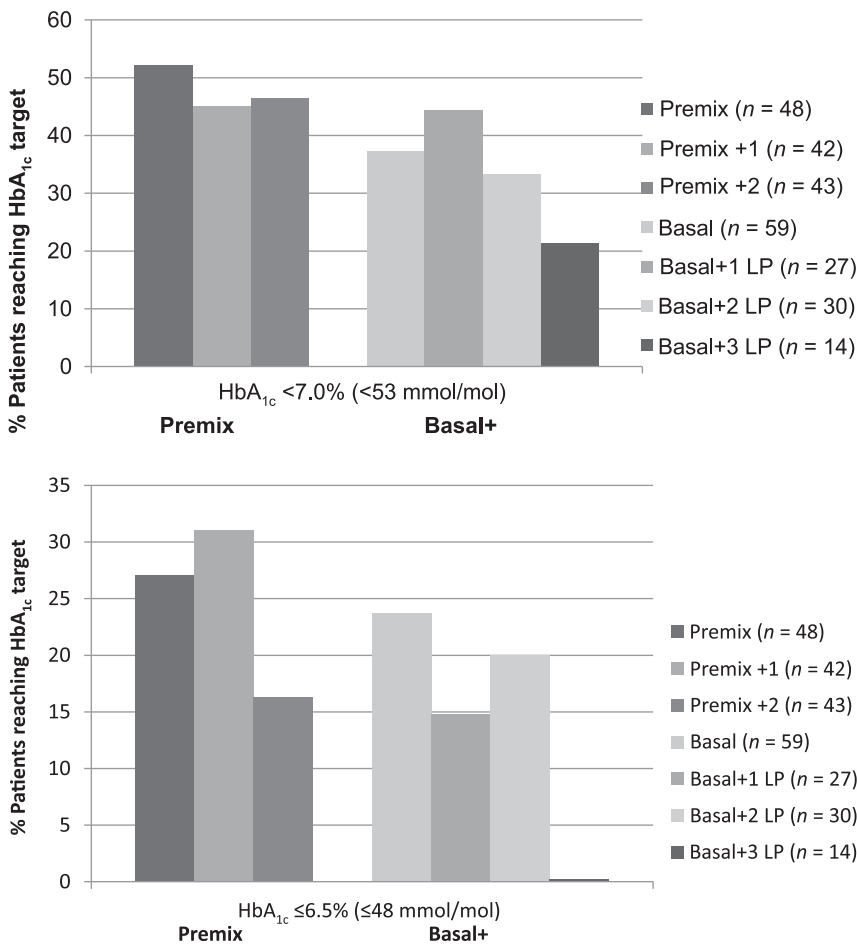 60
50
40
30
20
10
0
% Patients reaching HbA1c target
HbA1c <7.0% (<53 mmol/mol)
Premix Basal+
Premix (n = 48)
Premix +1 (n = 42)
Premix +2 (n = 43)
Basal (n = 59)
Basal+1 LP (n = 27)
Basal+2 LP (n = 30)
Basal+3 LP (n = 14)
35
30
25
20
15
10
5
0
% Patients reaching HbA1c target
HbA1c ≤6.5% (≤48 mmol/mol)
Premix Basal+
Premix (n = 48)
Premix +1 (n = 42)
Premix +2 (n = 43)
Basal (n = 59)
Basal+1 LP (n = 27)
Basal+2 LP (n = 30)
Basal+3 LP (n = 14)